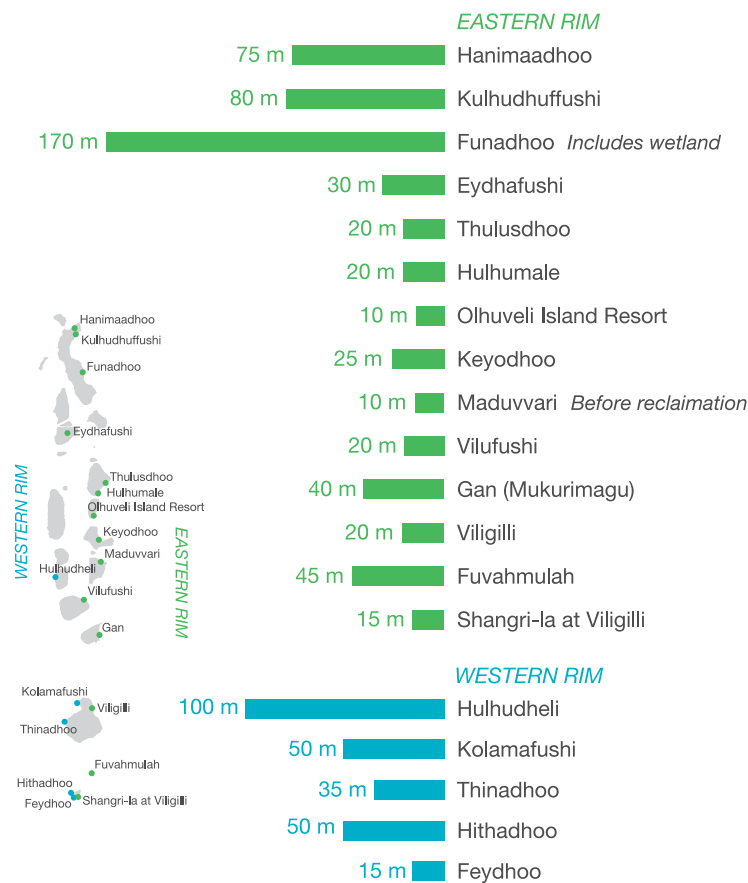 EASTERN RIM
75 m Hanimaadhoo
80 m Kulhudhuffushi
170 m Funadhoo Includes wetland
30 m Eydhafushi
20 m Thulusdhoo
20 m Hulhumale
10 m Olhuveli Island Resort
25 m Keyodhoo
10 m Maduvvari Before reclaimation
20 m Vilufushi
40 m Gan (Mukurimagu)
20 m Viligilli
45 m Fuvahmulah
15 m Shangri-la at Viligilli
WESTERN RIM
100 m Hulhudheli
50 m Kolamafushi
35 m Thinadhoo
50 m Hithadhoo
15 m Feydhoo
Hanimaadhoo
Kulhudhuffushi
Funadhoo
Eydhafushi
Thulusdhoo
Hulhumale
Olhuveli Island Resort
Keyodhoo
Maduvvari
Hulhudheli
Vilufushi
Gan
WESTERN RIM
EASTERN RIM
Kolamafushi
Viligilli
Thinadhoo
Fuvahmulah
Hithadhoo
Feydhoo
Shangri-la at Viligilli